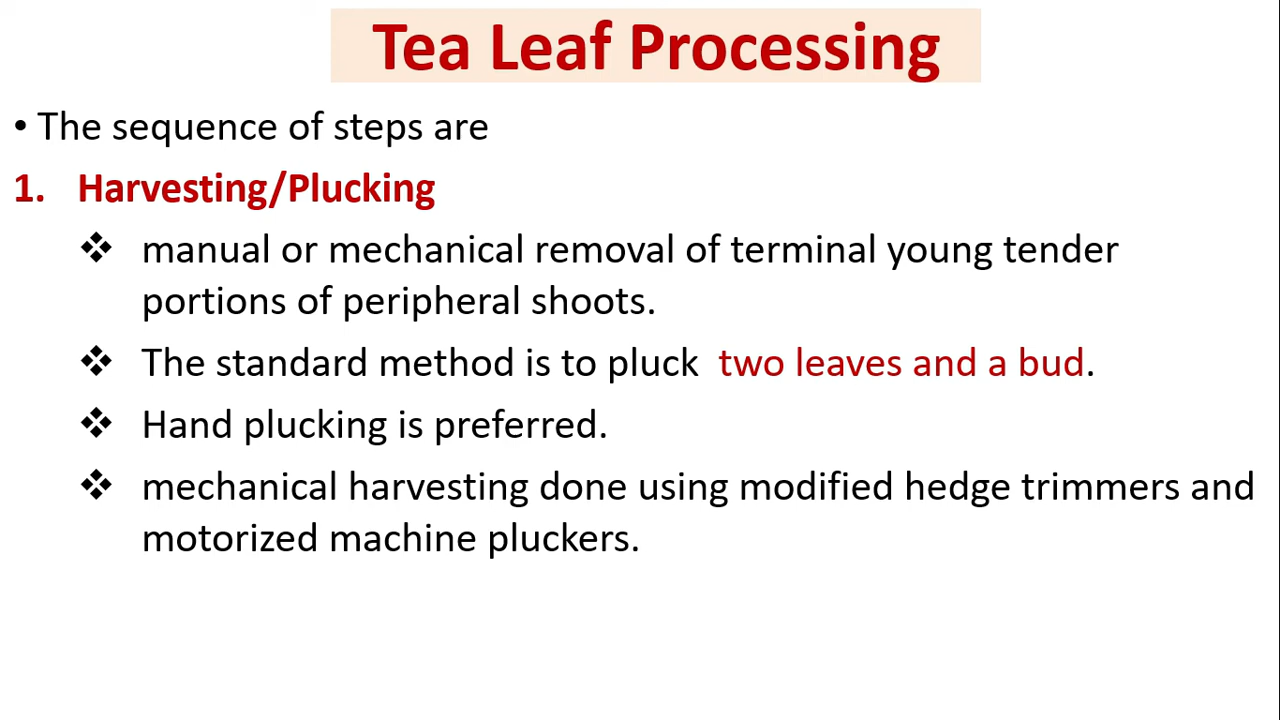 Tea Leaf Processing
• The sequence of steps are
1. Harvesting/Plucking
❖ manual or mechanical removal of terminal young tender
portions of peripheral shoots.
❖ The standard method is to pluck two leaves and a bud.
❖ Hand plucking is preferred.
❖ mechanical harvesting done using modified hedge trimmers and
motorized machine pluckers.